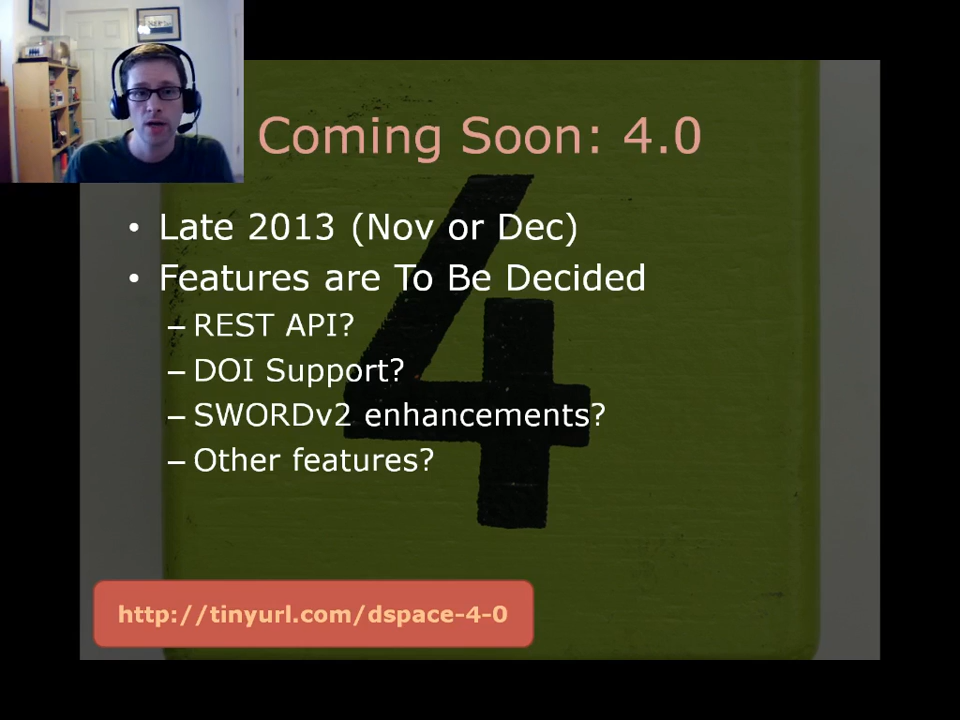 Coming Soon: 4.0
• Late 2013 (Nov or Dec)
• Features are To Be Decided
– REST API?
– DOI Support?
– SWORDv2 enhancements?
– Other features?
4
http://tinyurl.com/dspace-4-0